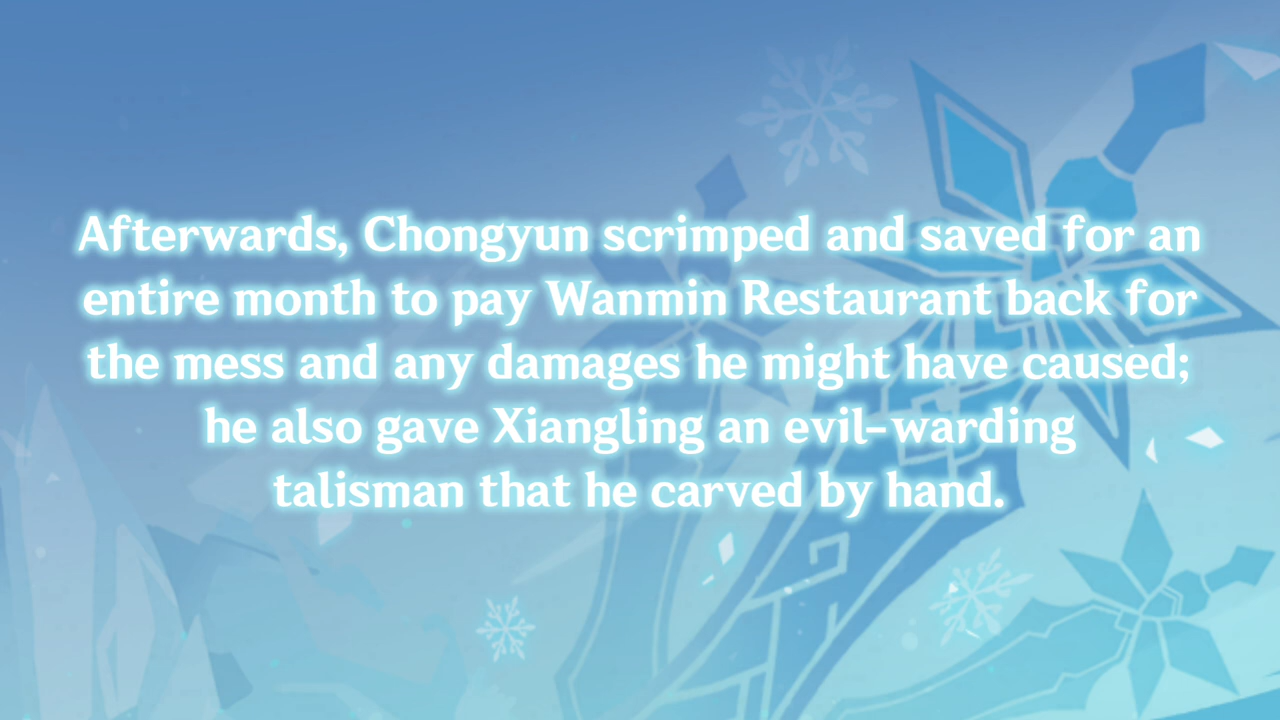 Afterwards, Chongyun scrimped and saved for an
entire month to pay Wanmin Restaurant back for
the mess and any damages he might have caused;
he also gave Xiangling an evil-warding
talisman that he carved by hand.